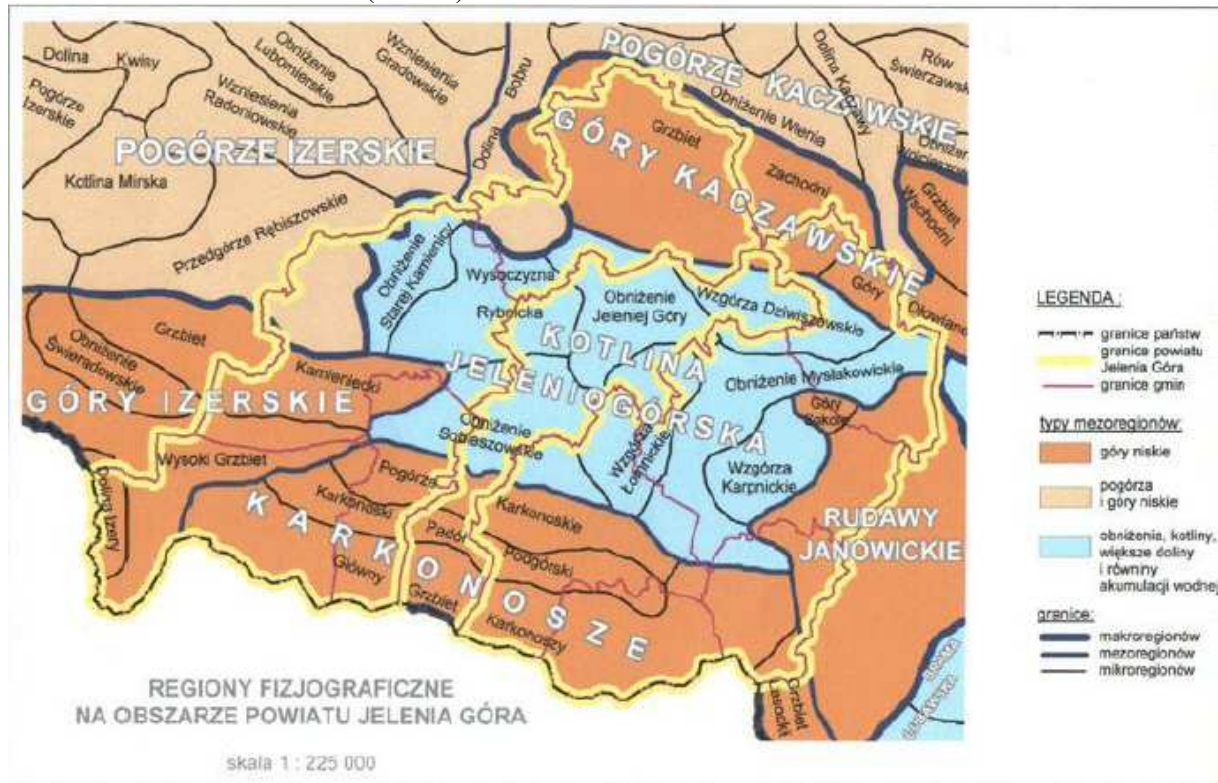 Dolina
Kwisy
Pogórze
Izerskie
Obniżenie
Lubomierskie
Wzniesienia
Radoniowskie
Wzniesienia
Gradowskie
Dolina
Bobru
POGÓRZE IZERSKIE
Kotlina Mirska
Przedgórze Rębiszowskie
POGÓRZE KACZAWSKIE
Obniżenie Wlenia
Dolina Kaczawy
Rów
Świerzawsk
Obniże
GÓRY KACZAWSKIE
Grzbiet
Zachodni
Grzbiet
Wschodni
Góry
Ołowiane
Obniżenie
Starej Kamienicy
Wysoczyzna
Rybnicka
Obniżenie
Jeleniej Góry
Wzgórza Dziwiszowskie
KOTLINA
JELENIOGÓRSKA
Obniżenie Mysłakowickie
Obniżenie
Sobieszowskie
Wzgórza
Łomnickie
Wzgórza
Karpnickie
Góry
Sokole
Grzbiet
Kamieniecki
Obniżenie
Świeradowskie
GÓRY IZERSKIE
Wysoki Grzbiet
Dolina Izery
Pogórze
Karkonoskie
Karkonoski
Padół
podgórski
KARKONOSZE
Główny
Grzbiet
Karkonoszy
RUDAWY
JANOWICKIE
Grzbiet
Lasocki
BRAMA
LUBAWSKA
REGIONY FIZJOGRAFICZNE
NA OBSZARZE POWIATU JELENIA GÓRA
skala 1 : 225 000
LEGENDA :
granice państw
granice powiatu
Jelenia Góra
granice gmin
typy mezoregionów:
góry niskie
pogórza
i góry niskie
obniżenia, kotliny,
większe doliny
i równiny
akumulacji wodnej
granice:
makroregionów
mezoregionów
mikroregionów